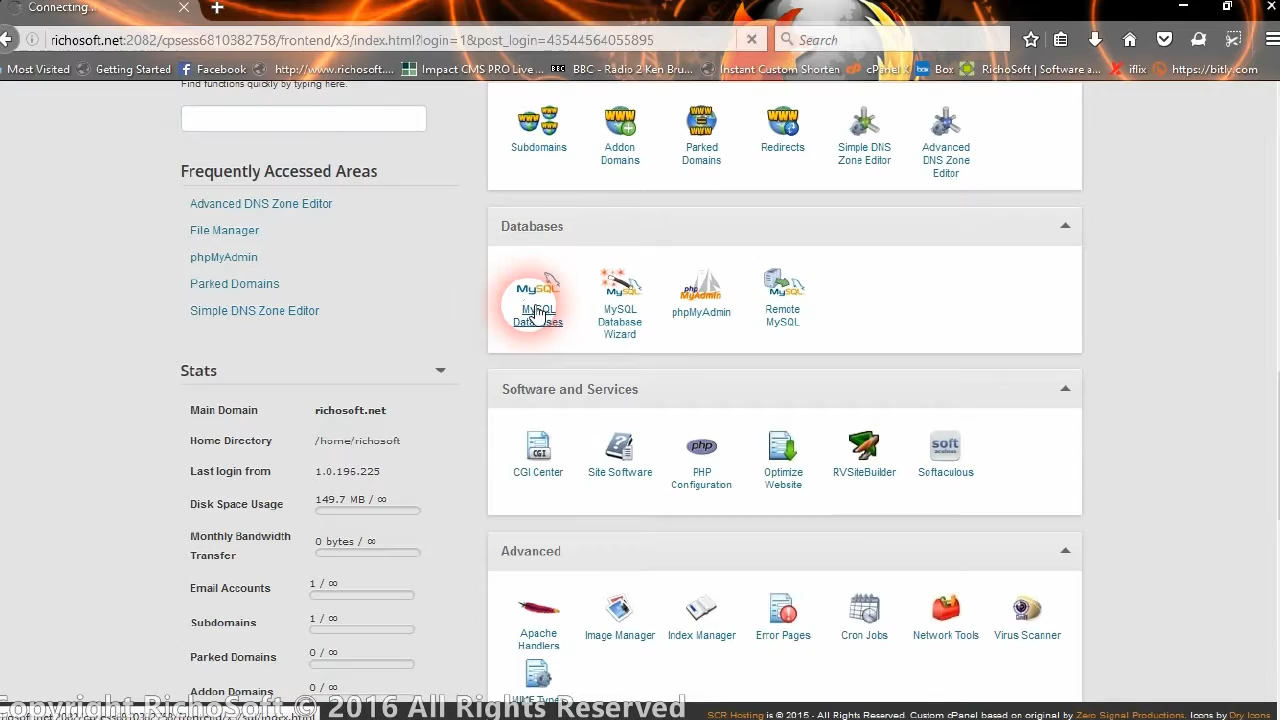 Connecting...
richosoft.net:2082/cpsess6810382758/frontend/x3/index.html?login=1&post_login=43544564055895
Search
Most Visited
Getting Started
Facebook
http://www.richosoft....
Impact CMS PRO Live ...
BBC - Radio 2 Ken Bru...
Instant Custom Shorten
cPanel X
Box
RichoSoft | Software a...
iflix
https://bitly.com
Find functions quickly by typing here.
Frequently Accessed Areas
Advanced DNS Zone Editor
File Manager
phpMyAdmin
Parked Domains
Simple DNS Zone Editor
Stats
Main Domain richosoft.net
Home Directory /home/richosoft
Last login from 1.0.196.225
Disk Space Usage 149.7 MB / ∞
Monthly Bandwidth
Transfer
0 bytes / ∞
Email Accounts 1 / ∞
Subdomains 1 / ∞
Parked Domains 0 / ∞
Addon Domains 0 / ∞
Subdomains
Addon
Domains
Parked
Domains
Redirects
Simple DNS
Zone Editor
Advanced
DNS Zone
Editor
Databases
MySQL
Databases
MySQL
Database
Wizard
phpMyAdmin
Remote
MySQL
Software and Services
CGI Center
Site Software
PHP
Configuration
Optimize
Website
RVSiteBuilder
Softaculous
Advanced
Apache
Handlers
Image Manager
Index Manager
Error Pages
Cron Jobs
Network Tools
Virus Scanner
Copyright RichoSoft © 2016 All Rights Reserved
SCR Hosting is © 2015 - All Rights Reserved. Custom cPanel based on original by Zero Signal Productions. Icons by Dry Icons